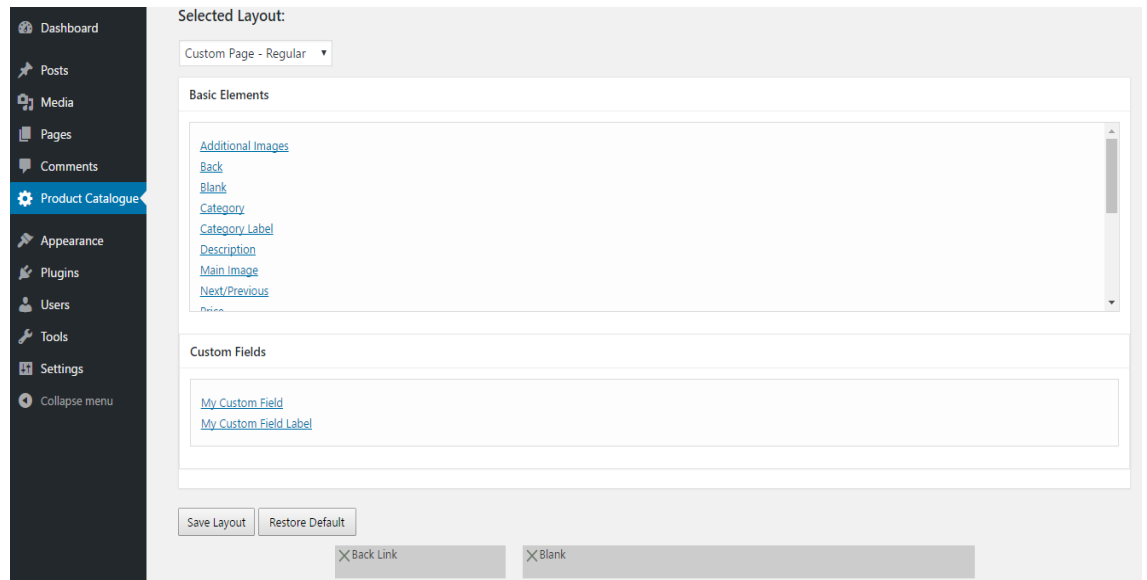 Dashboard
Posts
Media
Pages
Comments
Product Catalogue
Appearance
Plugins
Users
Tools
Settings
Collapse menu
Selected Layout:
Custom Page - Regular
Basic Elements
Additional Images
Back
Blank
Category
Category Label
Description
Main Image
Next/Previous
Price
Custom Fields
My Custom Field
My Custom Field Label
Save Layout Restore Default
Back Link Blank